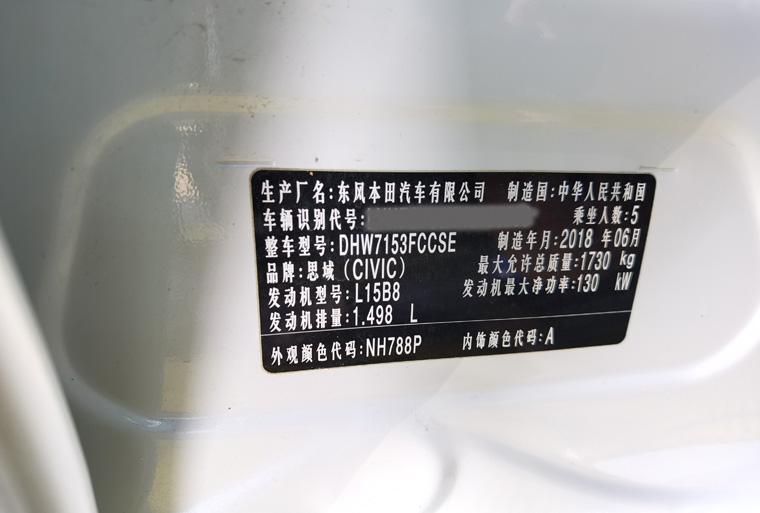 生产厂名:东风本田汽车有限公司 制造国:中华人民共和国
车辆识别代号: 乘坐人数:5
整车型号:DHW7153FCCSE 制造年月:2018 年06月
品牌:思域(CIVIC) 最大允许总质量:1730 kg
发动机型号:L15B8 发动机最大净功率:130 kW
发动机排量:1.498 L
外观颜色代码:NH788P 内饰颜色代码:A